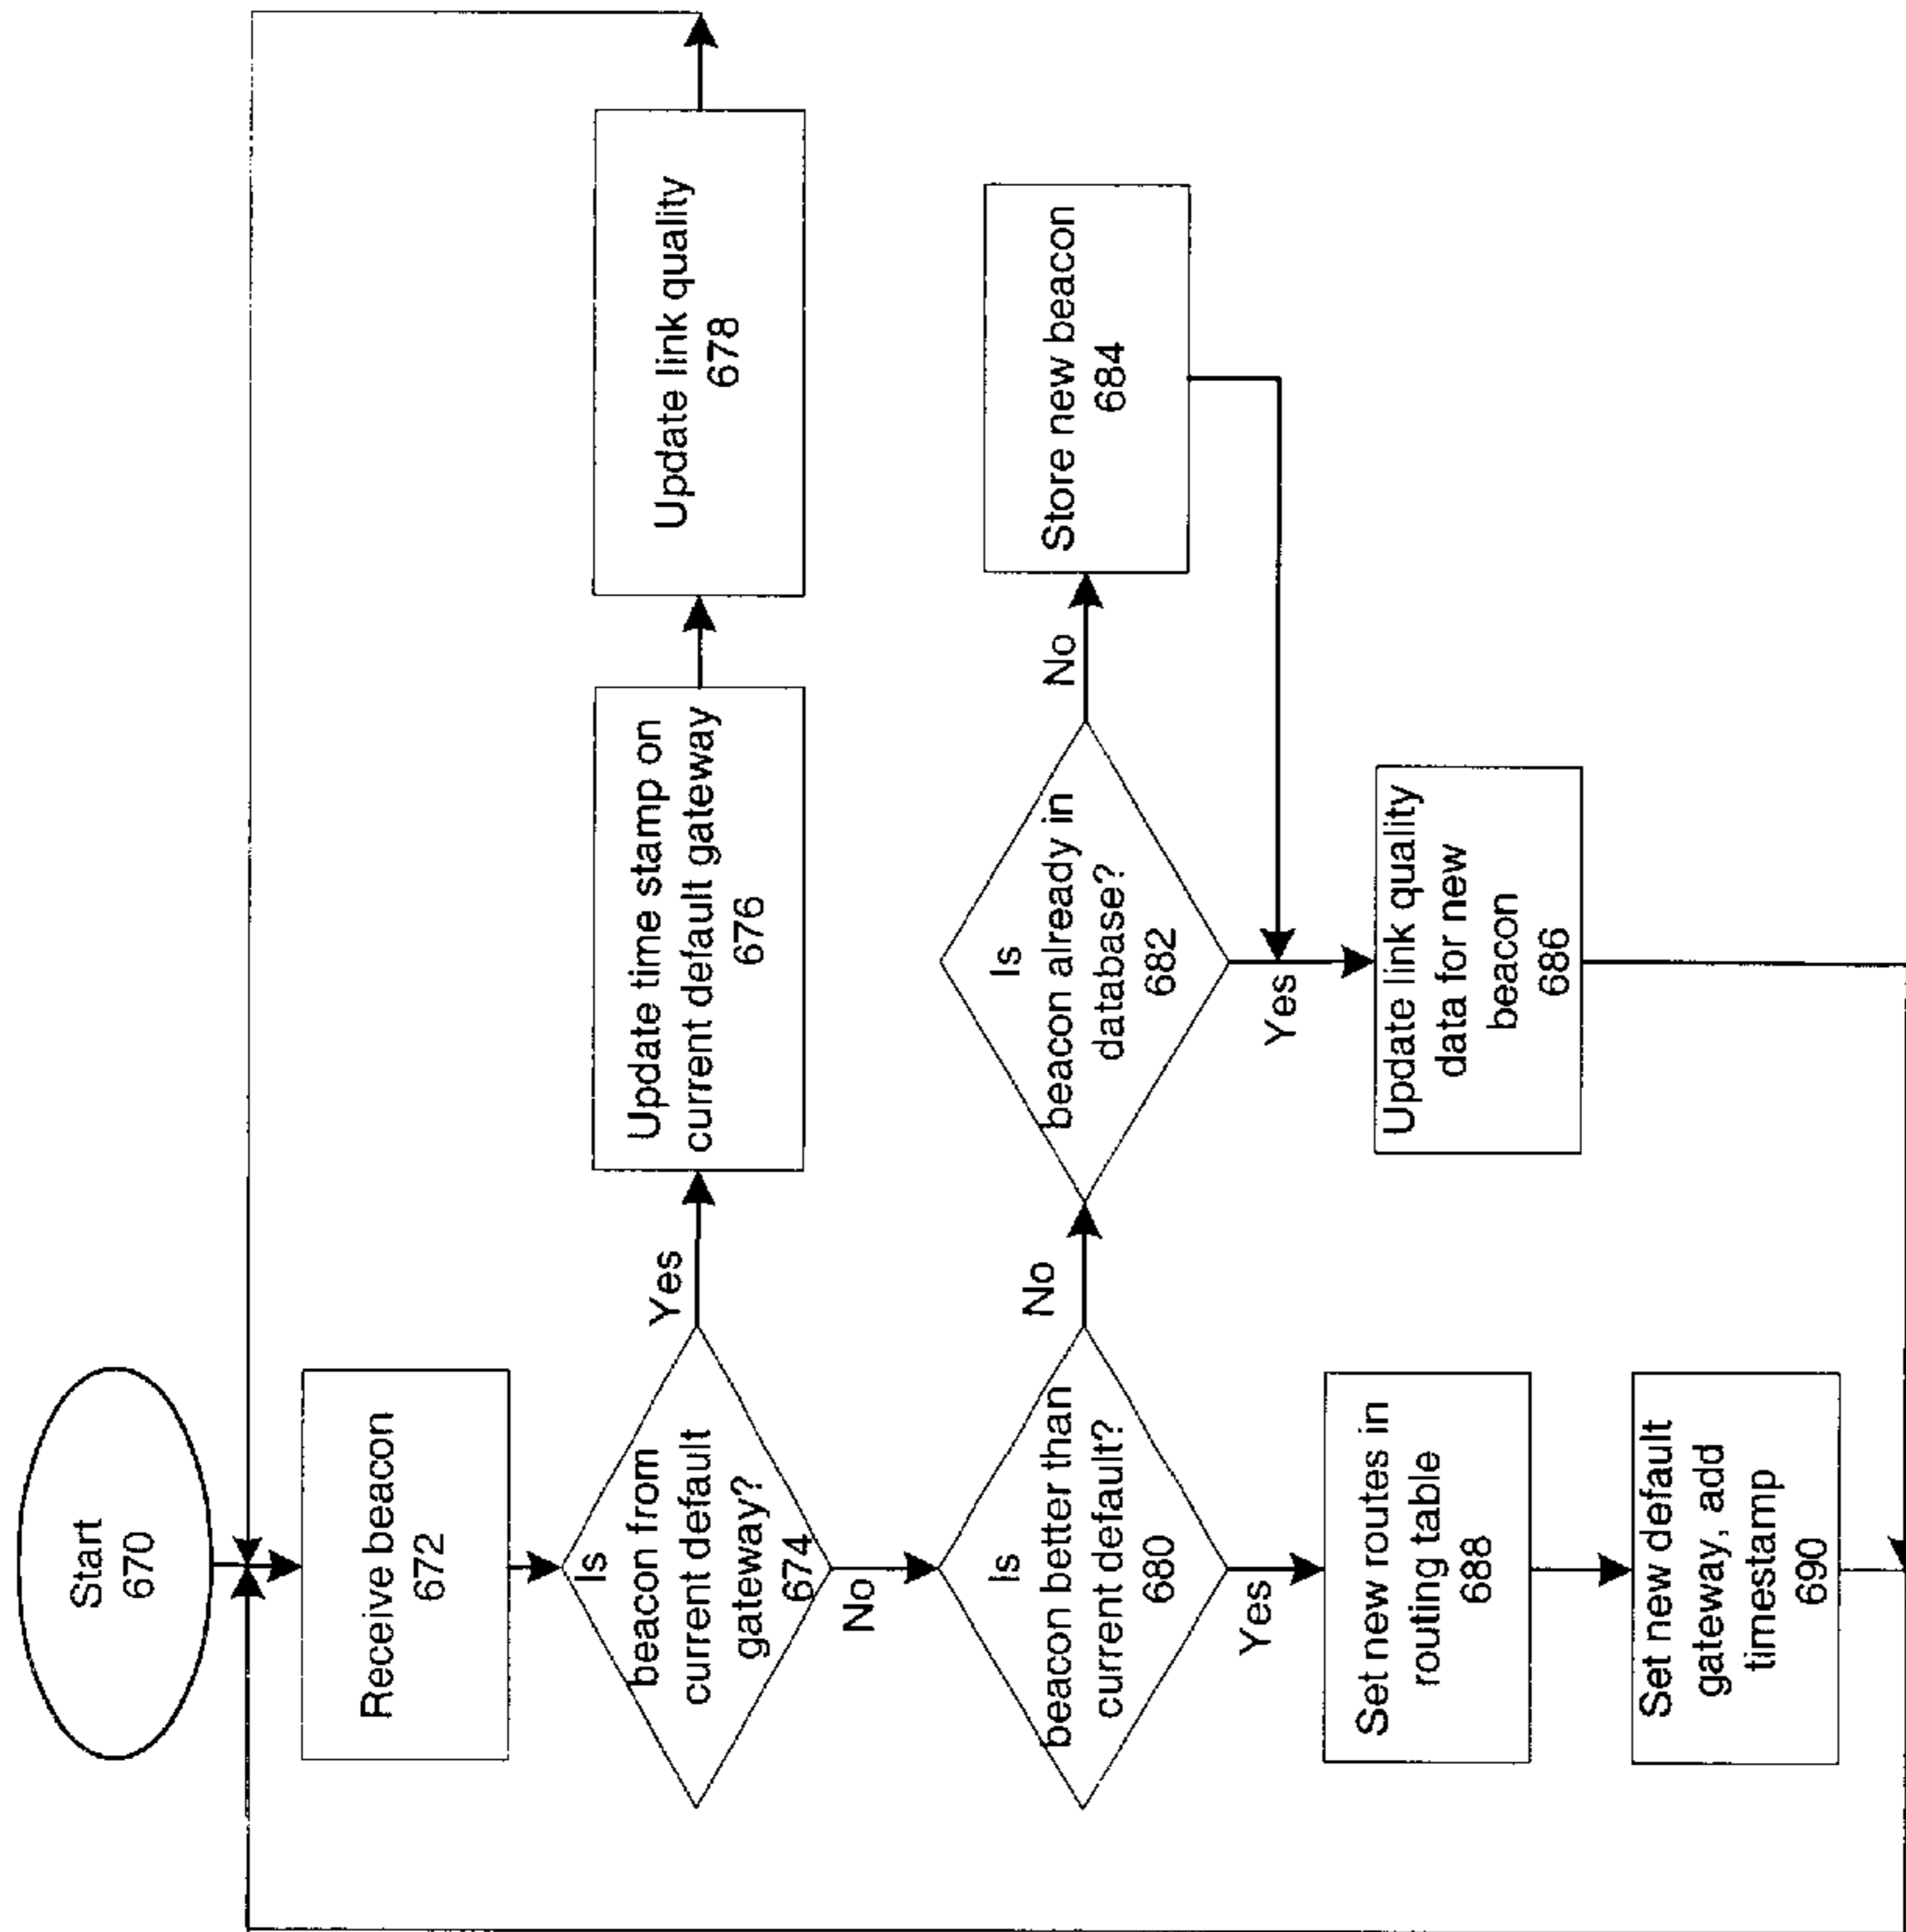 Start
670
Receive beacon
672
Is
beacon from
current default
gateway?
674
Yes
Update time stamp on
current default gateway
676
Update link quality
678
No
Is
beacon better than
current default?
680
No
Is
beacon already in
database?
682
No
Store new beacon
684
Yes
Update link quality
data for new
beacon
686
Yes
Set new routes in
routing table
688
Set new default
gateway, add
timestamp
690